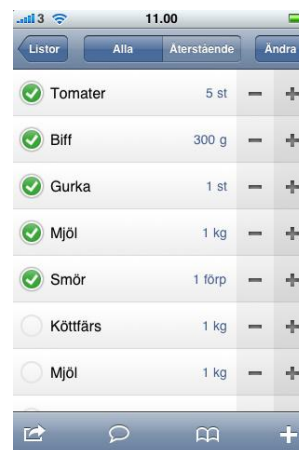 3 11.00
Listor Alla Återstående Ändra
Tomater 5 st
Biff 300 g
Gurka 1 st
Mjöl 1 kg
Smör 1 förp
Köttfärs 1 kg
Mjöl 1 kg